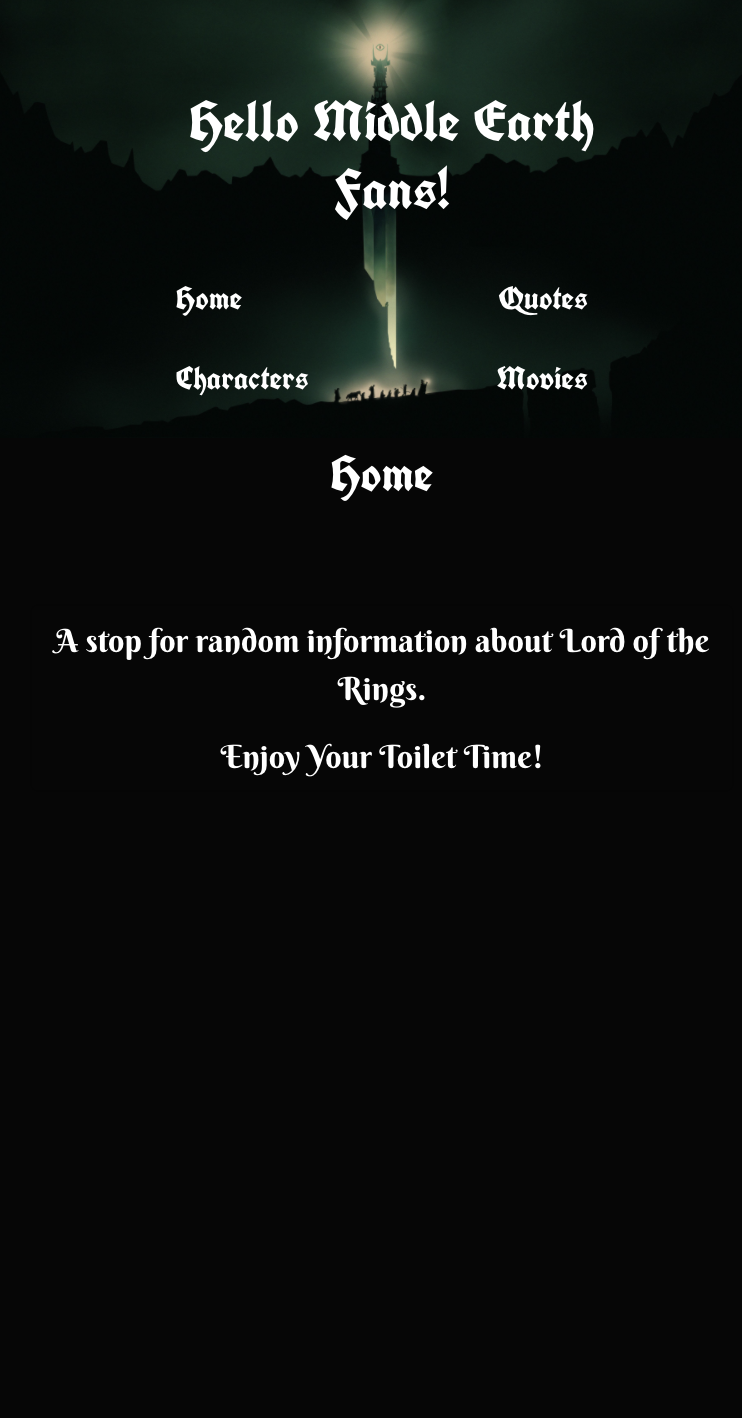 Hello Middle Earth
Fans!
Home
Quotes
Characters
Movies
Home
A stop for random information about Lord of the
Rings.
Enjoy Your Toilet Time!